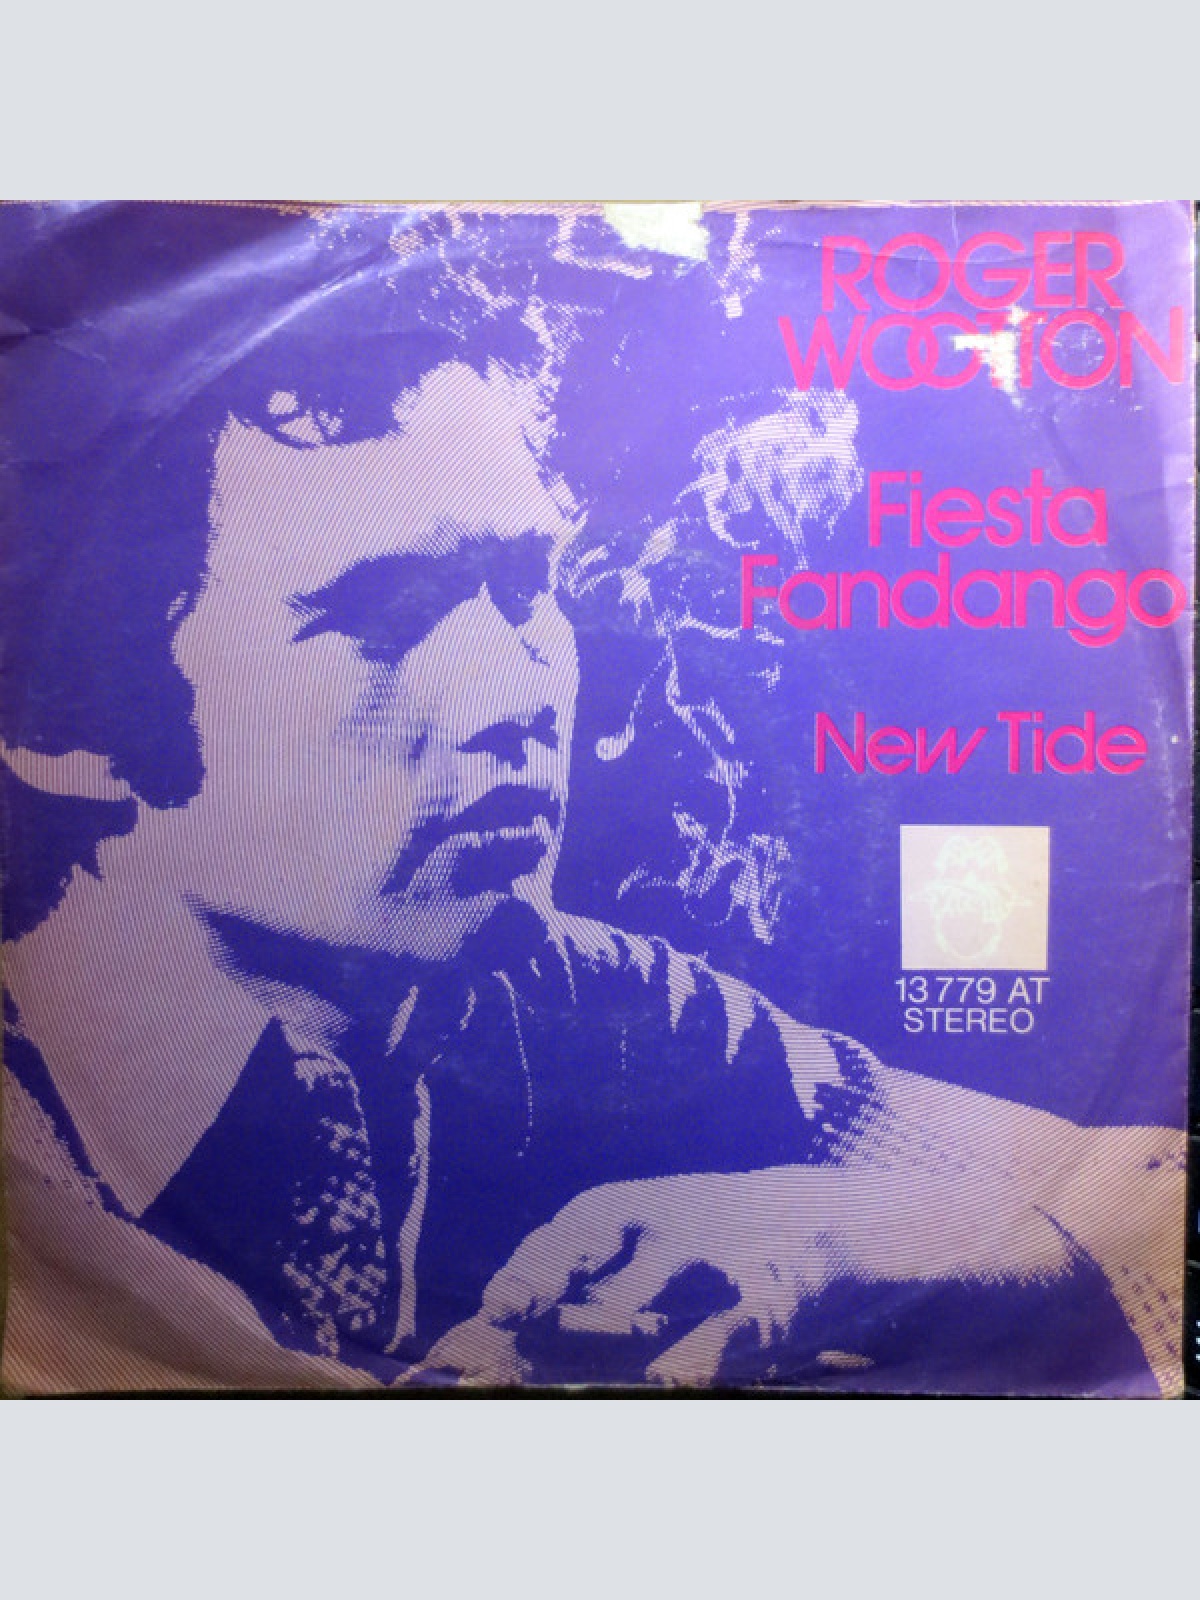 ROGER
WOOTTON
Fiesta
Fandango
New Tide
13 779 AT
STEREO